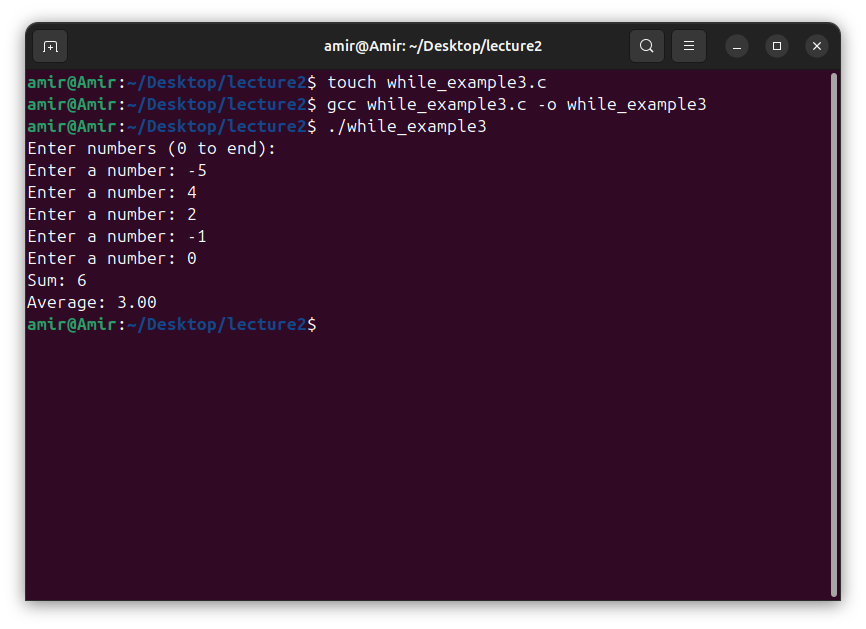 amir@Amir: ~/Desktop/lecture2
amir@Amir:~/Desktop/lecture2$ touch while_example3.c
amir@Amir:~/Desktop/lecture2$ gcc while_example3.c -o while_example3
amir@Amir:~/Desktop/lecture2$ ./while_example3
Enter numbers (0 to end):
Enter a number: -5
Enter a number: 4
Enter a number: 2
Enter a number: -1
Enter a number: 0
Sum: 6
Average: 3.00
amir@Amir:~/Desktop/lecture2$